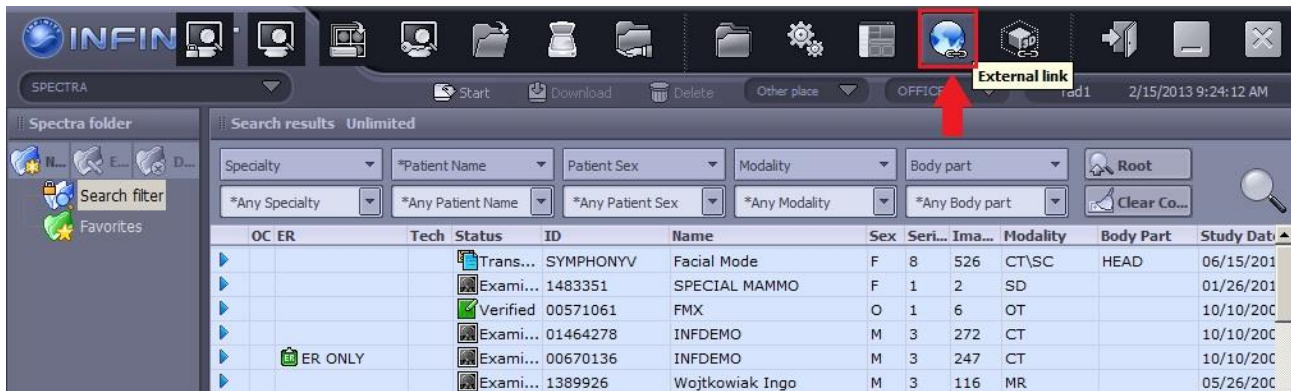 INFIN
3D
External link
SPECTRA Start Download Delete Other place OFFICE rad1 2/15/2013 9:24:12 AM
Spectra folder Search results Unlimited
N... E... D... Specialty *Patient Name Patient Sex Modality Body part Root
Search filter *Any Specialty *Any Patient Name *Any Patient Sex *Any Modality *Any Body part Clear Co...
Favorites
OC ER Tech Status ID Name Sex Seri... Ima... Modality Body Part Study Dat
Trans... SYMPHONYV Facial Mode F 8 526 CT\SC HEAD 06/15/201
Exami... 1483351 SPECIAL MAMMO F 1 2 SD 01/26/201
Verified 00571061 FMX O 1 6 OT 10/10/200
Exami... 01464278 INFDEMO M 3 272 CT 10/10/200
ER ONLY Exami... 00670136 INFDEMO M 3 247 CT 10/10/200
Exami... 1389926 Wojtkowiak Ingo M 3 116 MR 05/26/200